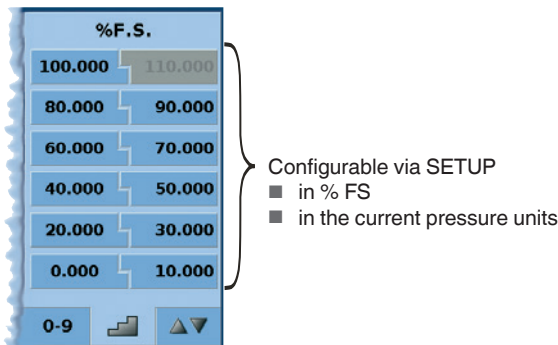 %F.S.
100.000 110.000
80.000 90.000
60.000 70.000
40.000 50.000
20.000 30.000
0.000 10.000
0-9
Configurable via SETUP
■ in % FS
■ in the current pressure units